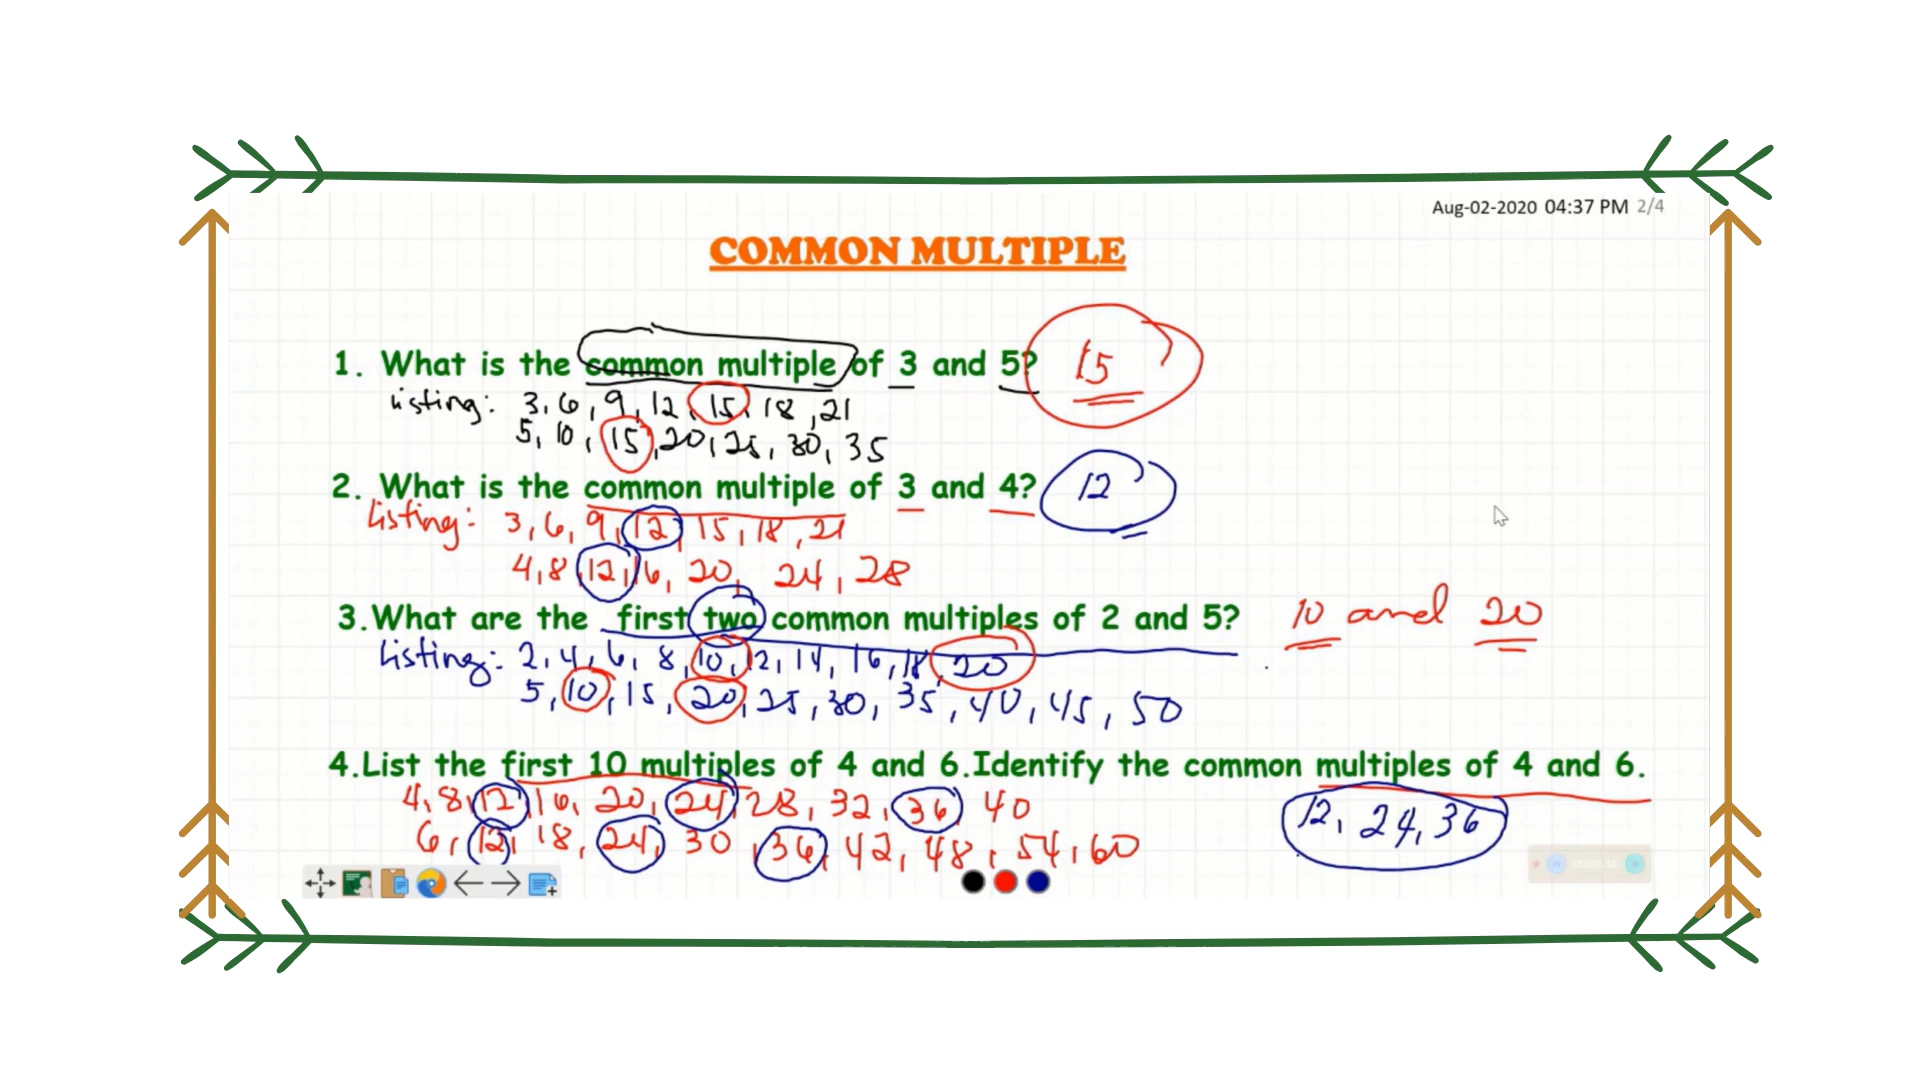 Aug-02-2020 04:37 PM 2/4
COMMON MULTIPLE
1. What is the common multiple of 3 and 5? 15
Listing: 3, 6, 9, 12, 15, 18, 21
5, 10, 15, 20, 25, 30, 35
2. What is the common multiple of 3 and 4? 12
Listing: 3, 6, 9, 12, 15, 18, 21
4, 8, 12, 16, 20, 24, 28
3.What are the first two common multiples of 2 and 5? 10 and 20
Listing: 2, 4, 6, 8, 10, 12, 14, 16, 18, 20
5, 10, 15, 20, 25, 30, 35, 40, 45, 50
4.List the first 10 multiples of 4 and 6.Identify the common multiples of 4 and 6.
4, 8, 12, 16, 20, 24, 28, 32, 36, 40 12, 24, 36
6, 12, 18, 24, 30, 36, 42, 48, 54, 60